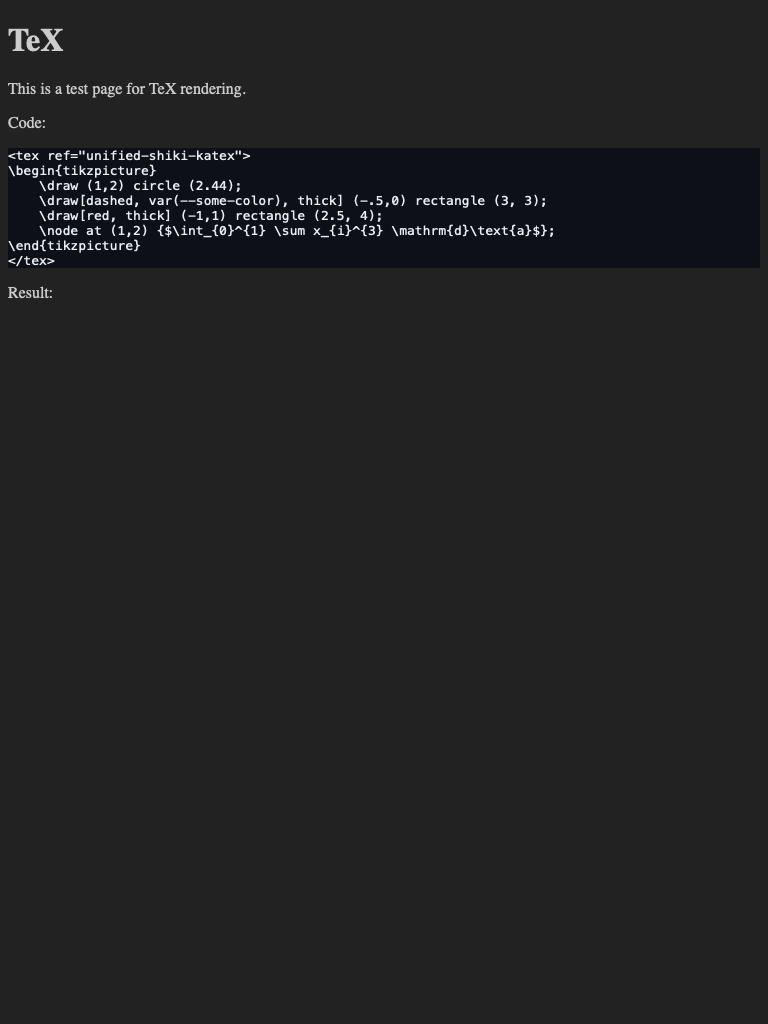 TeX
This is a test page for TeX rendering.
Code:
<tex ref="unified-shiki-katex">
\begin{tikzpicture}
    \draw (1,2) circle (2.44);
    \draw[dashed, var(--some-color), thick] (-.5,0) rectangle (3, 3);
    \draw[red, thick] (-1,1) rectangle (2.5, 4);
    \node at (1,2) {$\int_{0}^{1} \sum x_{i}^{3} \mathrm{d}\text{a}$};
\end{tikzpicture}
</tex>
Result: